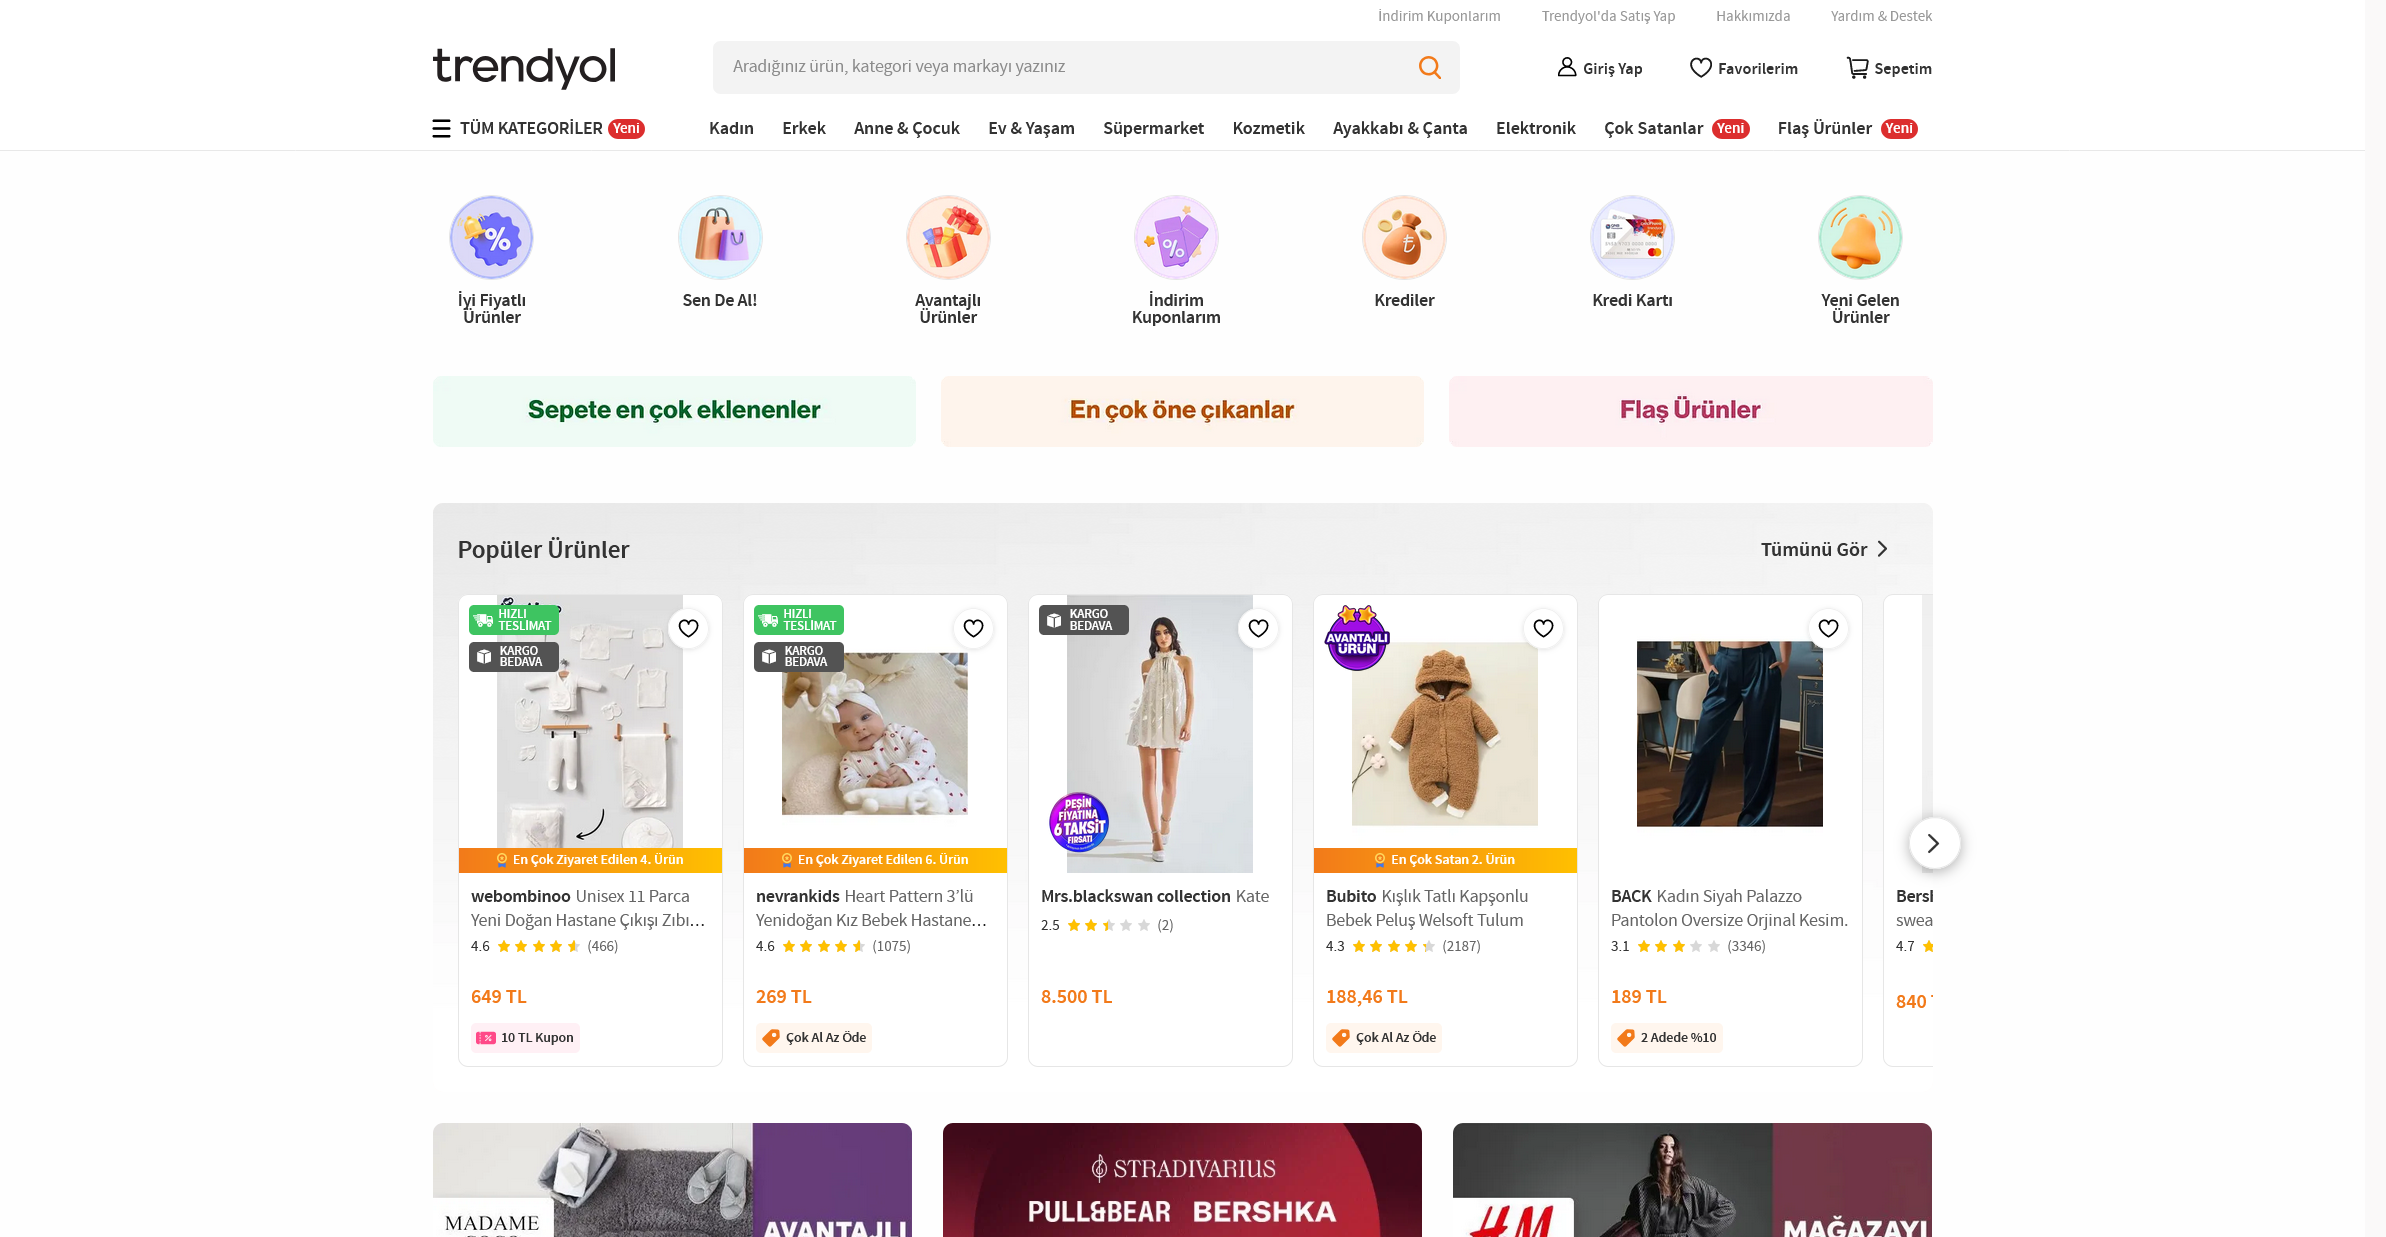 İndirim Kuponlarım Trendyol'da Satış Yap Hakkımızda Yardım & Destek
trendyol
Aradığınız ürün, kategori veya markayı yazınız
Giriş Yap Favorilerim Sepetim
TÜM KATEGORİLER Yeni Kadın Erkek Anne & Çocuk Ev & Yaşam Süpermarket Kozmetik Ayakkabı & Çanta Elektronik Çok Satanlar Yeni Flaş Ürünler Yeni
İyi Fiyatlı
Ürünler
Sen De Al!
Avantajlı
Ürünler
İndirim
Kuponlarım
Krediler
Kredi Kartı
Yeni Gelen
Ürünler
Sepete en çok eklenenler
En çok öne çıkanlar
Flaş Ürünler
Popüler Ürünler
Tümünü Gör
HIZLI
TESLİMAT
KARGO
BEDAVA
En Çok Ziyaret Edilen 4. Ürün
webombinoo Unisex 11 Parca
Yeni Doğan Hastane Çıkışı Zıbı...
4.6 (466)
649 TL
10 TL Kupon
HIZLI
TESLİMAT
KARGO
BEDAVA
En Çok Ziyaret Edilen 6. Ürün
nevrankids Heart Pattern 3’lü
Yenidoğan Kız Bebek Hastane...
4.6 (1075)
269 TL
Çok Al Az Öde
KARGO
BEDAVA
PEŞİN
FİYATINA
6 TAKSİT
FIRSATI
Mrs.blackswan collection Kate
2.5 (2)
8.500 TL
AVANTAJLI
ÜRÜN
En Çok Satan 2. Ürün
Bubito Kışlık Tatlı Kapşonlu
Bebek Peluş Welsoft Tulum
4.3 (2187)
188,46 TL
Çok Al Az Öde
BACK Kadın Siyah Palazzo
Pantolon Oversize Orjinal Kesim.
3.1 (3346)
189 TL
2 Adede %10
Bersl
swea
4.7
840
MADAME
AVANTAJLI
STRADIVARIUS
PULL&BEAR BERSHKA
H&M
MAĞAZAYI